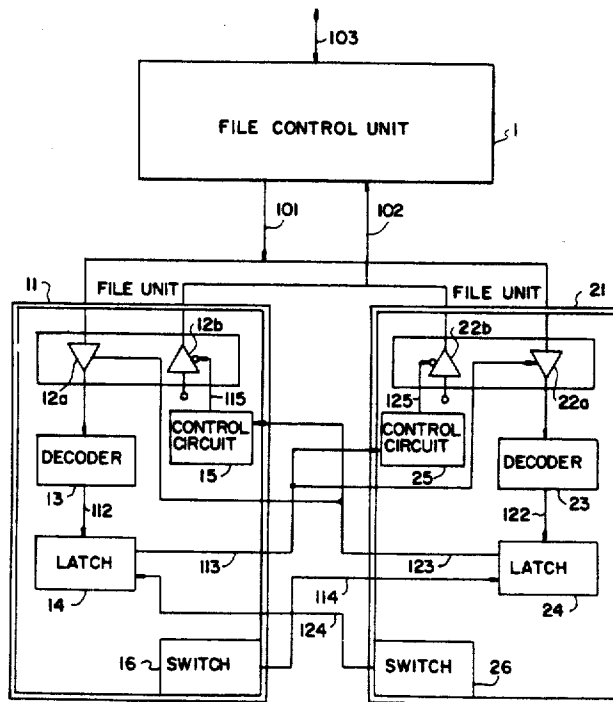 103
FILE CONTROL UNIT
1
101
102
11
FILE UNIT
FILE UNIT
21
12b
22b
12a
115
125
22a
DECODER
CONTROL
CIRCUIT
CONTROL
CIRCUIT
DECODER
13
15
25
23
112
122
LATCH
113
123
LATCH
14
114
24
124
16
SWITCH
SWITCH
26